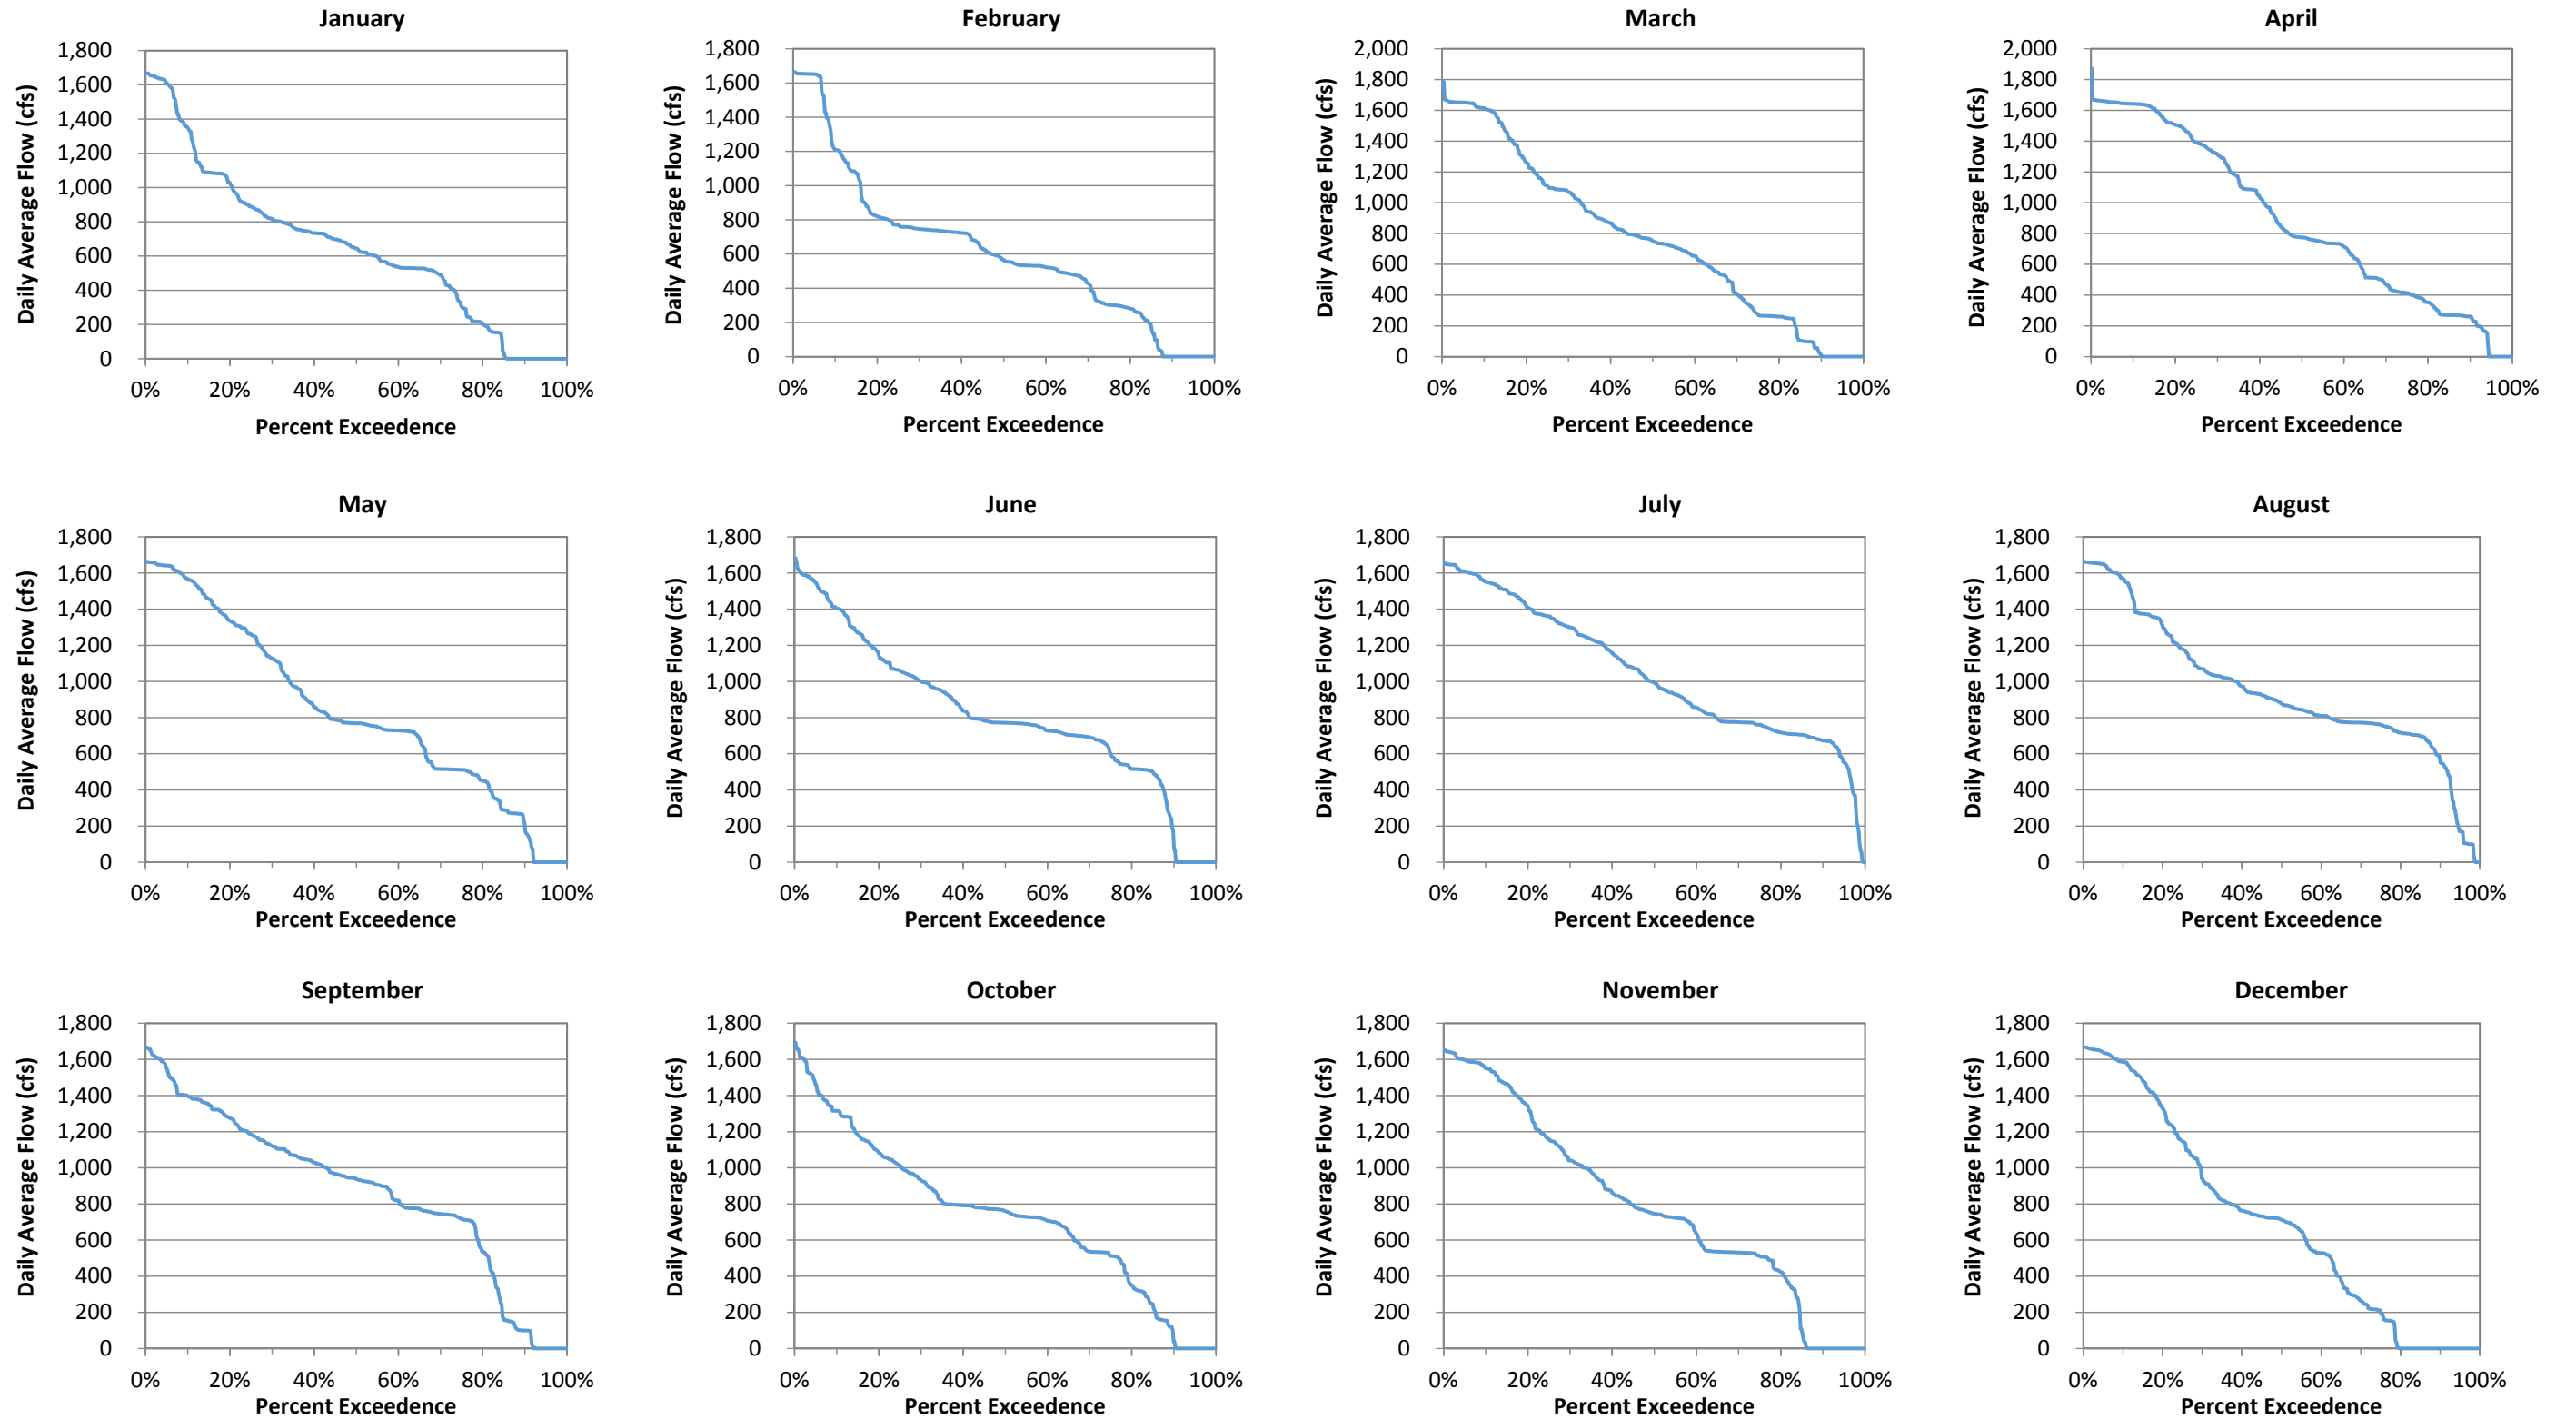 January
Daily Average Flow (cfs)
1,800
1,600
1,400
1,200
1,000
800
600
400
200
0
0% 20% 40% 60% 80% 100%
Percent Exceedence
February
Daily Average Flow (cfs)
1,800
1,600
1,400
1,200
1,000
800
600
400
200
0
0% 20% 40% 60% 80% 100%
Percent Exceedence
March
Daily Average Flow (cfs)
2,000
1,800
1,600
1,400
1,200
1,000
800
600
400
200
0
0% 20% 40% 60% 80% 100%
Percent Exceedence
April
Daily Average Flow (cfs)
2,000
1,800
1,600
1,400
1,200
1,000
800
600
400
200
0
0% 20% 40% 60% 80% 100%
Percent Exceedence
May
Daily Average Flow (cfs)
1,800
1,600
1,400
1,200
1,000
800
600
400
200
0
0% 20% 40% 60% 80% 100%
Percent Exceedence
June
Daily Average Flow (cfs)
1,800
1,600
1,400
1,200
1,000
800
600
400
200
0
0% 20% 40% 60% 80% 100%
Percent Exceedence
July
Daily Average Flow (cfs)
1,800
1,600
1,400
1,200
1,000
800
600
400
200
0
0% 20% 40% 60% 80% 100%
Percent Exceedence
August
Daily Average Flow (cfs)
1,800
1,600
1,400
1,200
1,000
800
600
400
200
0
0% 20% 40% 60% 80% 100%
Percent Exceedence
September
Daily Average Flow (cfs)
1,800
1,600
1,400
1,200
1,000
800
600
400
200
0
0% 20% 40% 60% 80% 100%
Percent Exceedence
October
Daily Average Flow (cfs)
1,800
1,600
1,400
1,200
1,000
800
600
400
200
0
0% 20% 40% 60% 80% 100%
Percent Exceedence
November
Daily Average Flow (cfs)
1,800
1,600
1,400
1,200
1,000
800
600
400
200
0
0% 20% 40% 60% 80% 100%
Percent Exceedence
December
Daily Average Flow (cfs)
1,800
1,600
1,400
1,200
1,000
800
600
400
200
0
0% 20% 40% 60% 80% 100%
Percent Exceedence